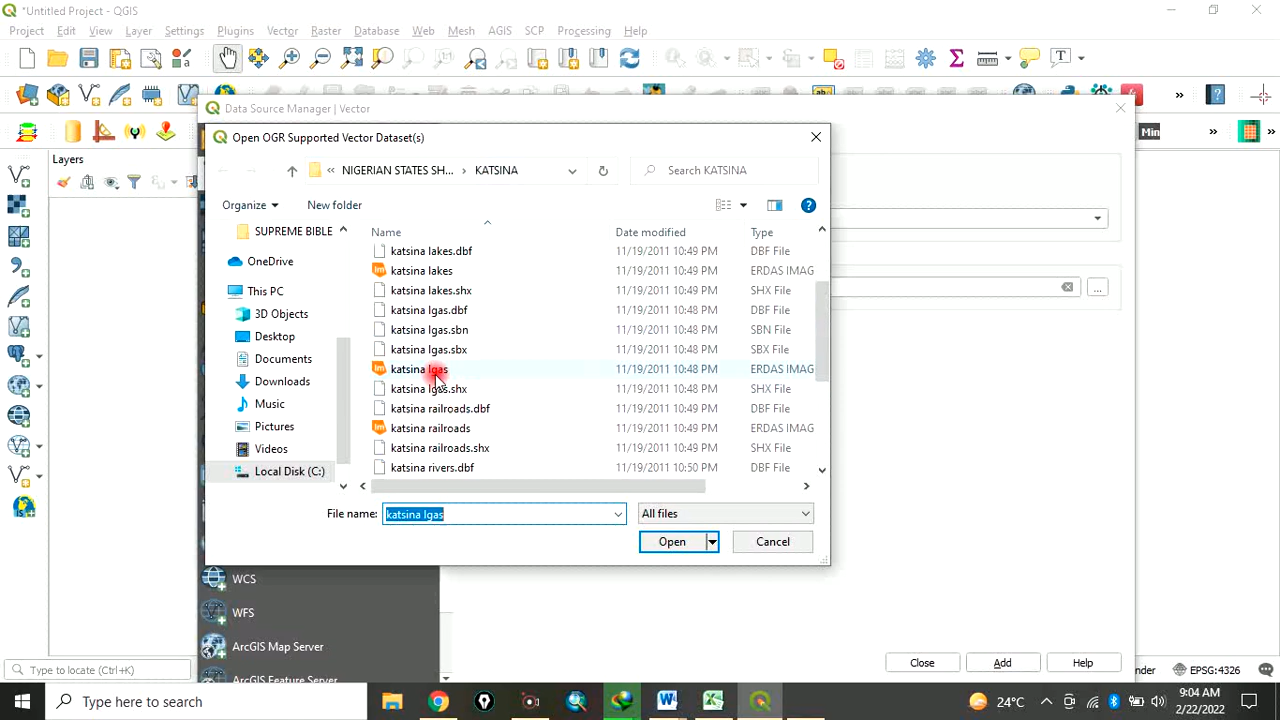 *Untitled Project - QGIS
Project Edit View Layer Settings Plugins Vector Raster Database Web Mesh AGIS SCP Processing Help
Data Source Manager | Vector
Open OGR Supported Vector Dataset(s)
Min
Layers
« NIGERIAN STATES SH... > KATSINA
Search KATSINA
Organize
New folder
SUPREME BIBLE
OneDrive
This PC
3D Objects
Desktop
Documents
Downloads
Music
Pictures
Videos
Local Disk (C:)
Name Date modified Type
katsina lakes.dbf 11/19/2011 10:49 PM DBF File
katsina lakes 11/19/2011 10:49 PM ERDAS IMAG
katsina lakes.shx 11/19/2011 10:49 PM SHX File
katsina lgas.dbf 11/19/2011 10:48 PM DBF File
katsina lgas.sbn 11/19/2011 10:48 PM SBN File
katsina lgas.sbx 11/19/2011 10:48 PM SBX File
katsina lgas 11/19/2011 10:48 PM ERDAS IMAG
katsina lgas.shx 11/19/2011 10:48 PM SHX File
katsina railroads.dbf 11/19/2011 10:49 PM DBF File
katsina railroads 11/19/2011 10:49 PM ERDAS IMAG
katsina railroads.shx 11/19/2011 10:49 PM SHX File
katsina rivers.dbf 11/19/2011 10:50 PM DBF File
File name: katsina lgas All files
Open Cancel
...
WCS
WFS
ArcGIS Map Server
ArcGIS Feature Server
Close Add Help
Type to locate (Ctrl+K)
nder EPSG:4326
Type here to search
24°C
9:04 AM
2/22/2022